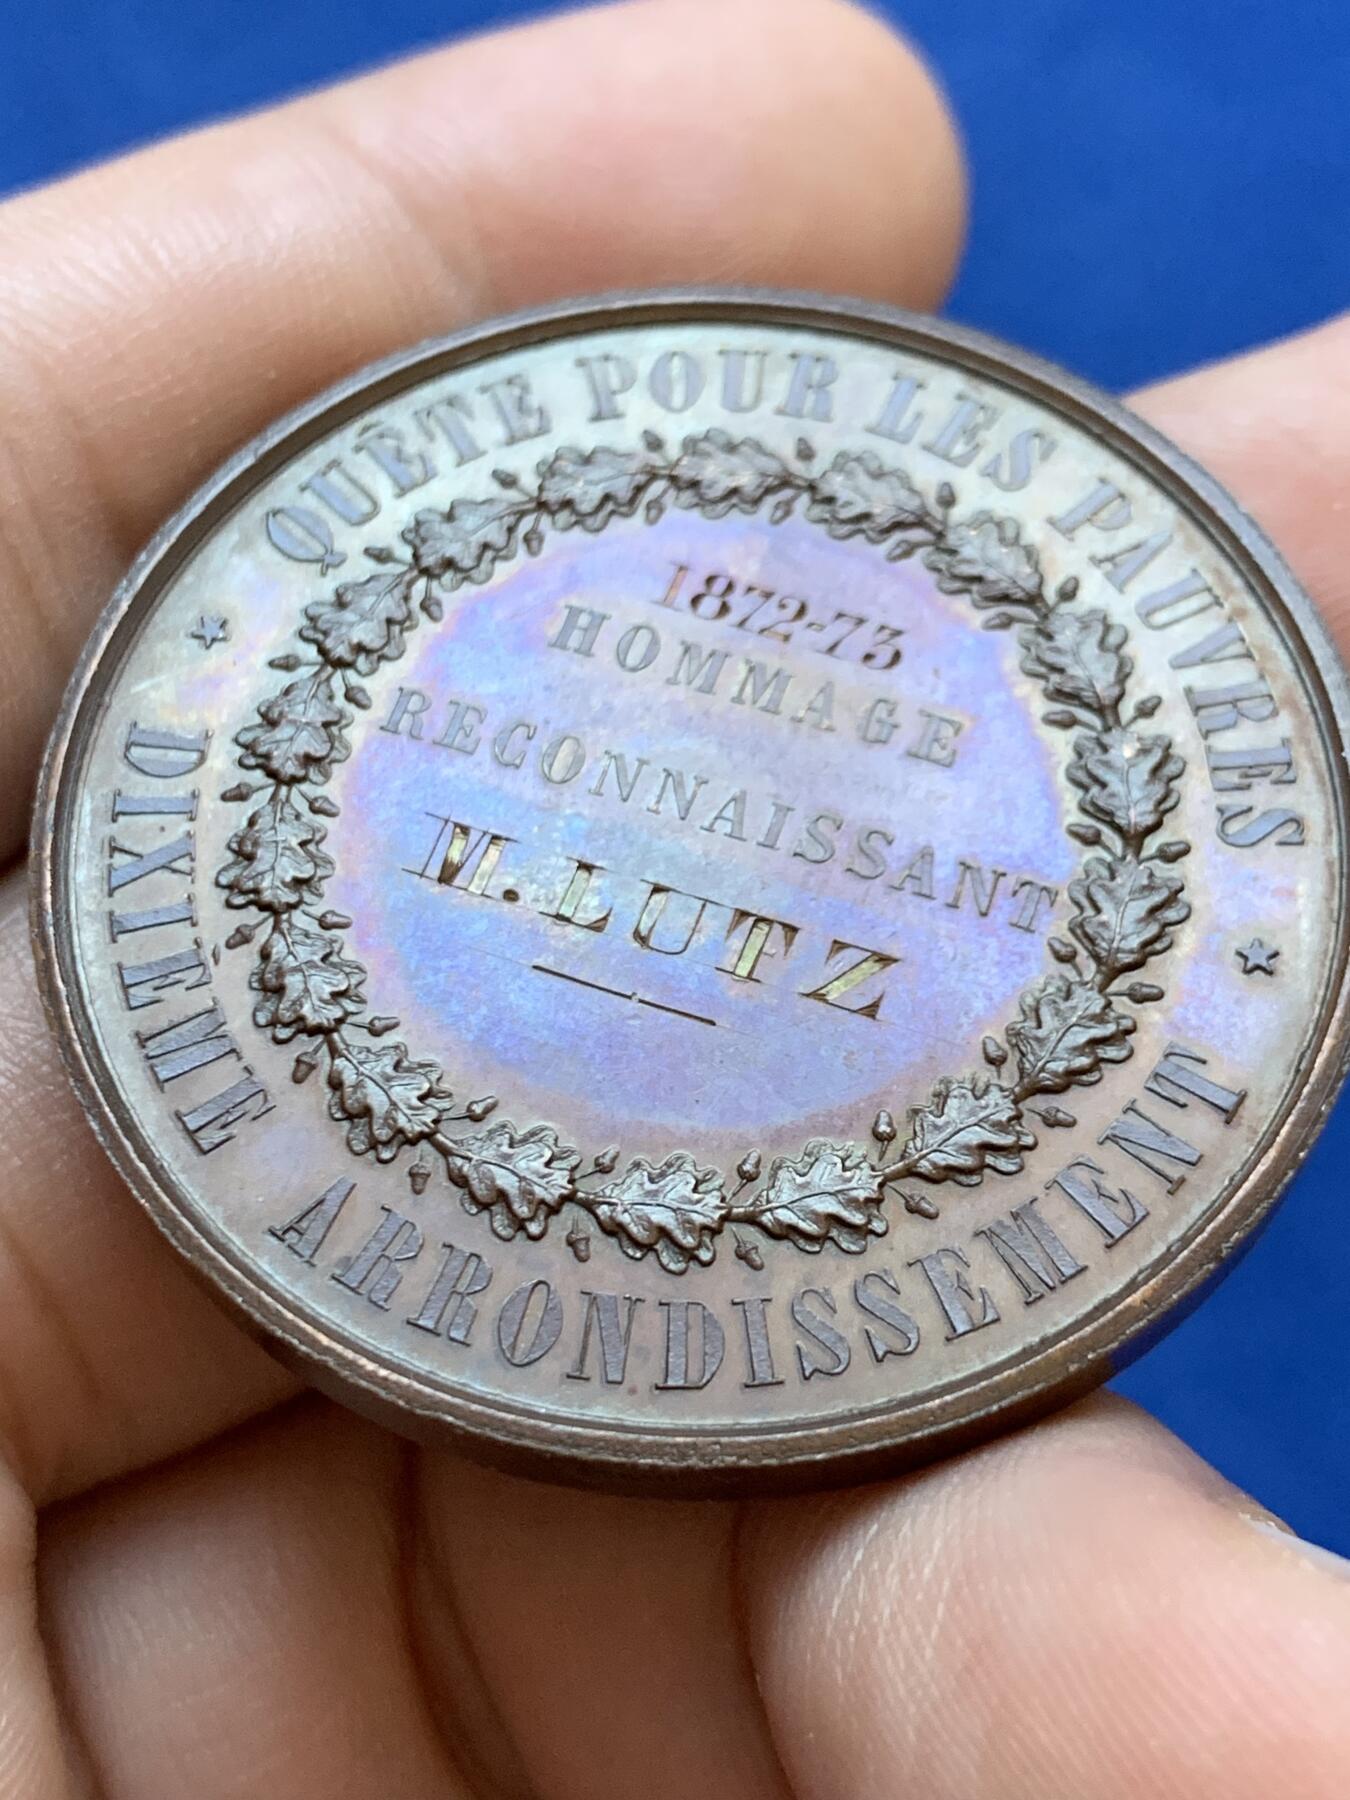 QUÊTE POUR LES PAUVRES
1872-73
HOMMAGE
RECONNAISSANT
M. LUTZ
DIXIÈME ARRONDISSEMENT